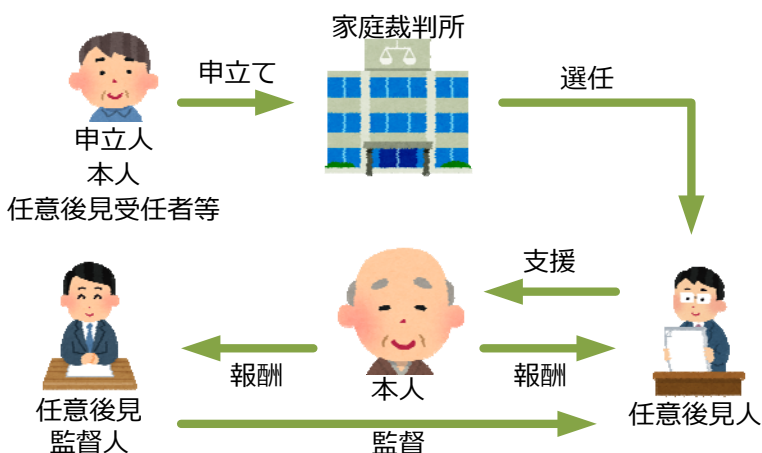 家庭裁判所
申立て
選任
申立人
本人
任意後見受任者等
支援
報酬
本人
報酬
任意後見
監督人
監督
任意後見人